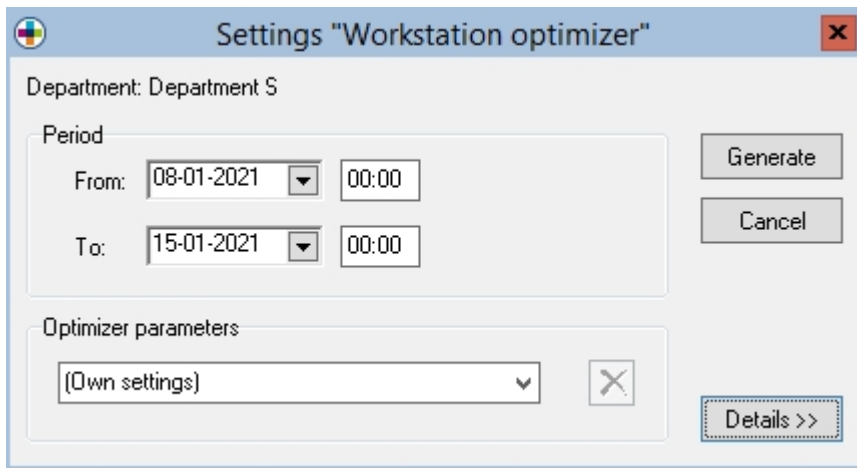 Settings "Workstation optimizer"
Department: Department S
Period
From: 08-01-2021 00:00
Generate
To: 15-01-2021 00:00
Cancel
Optimizer parameters
(Own settings)
Details >>